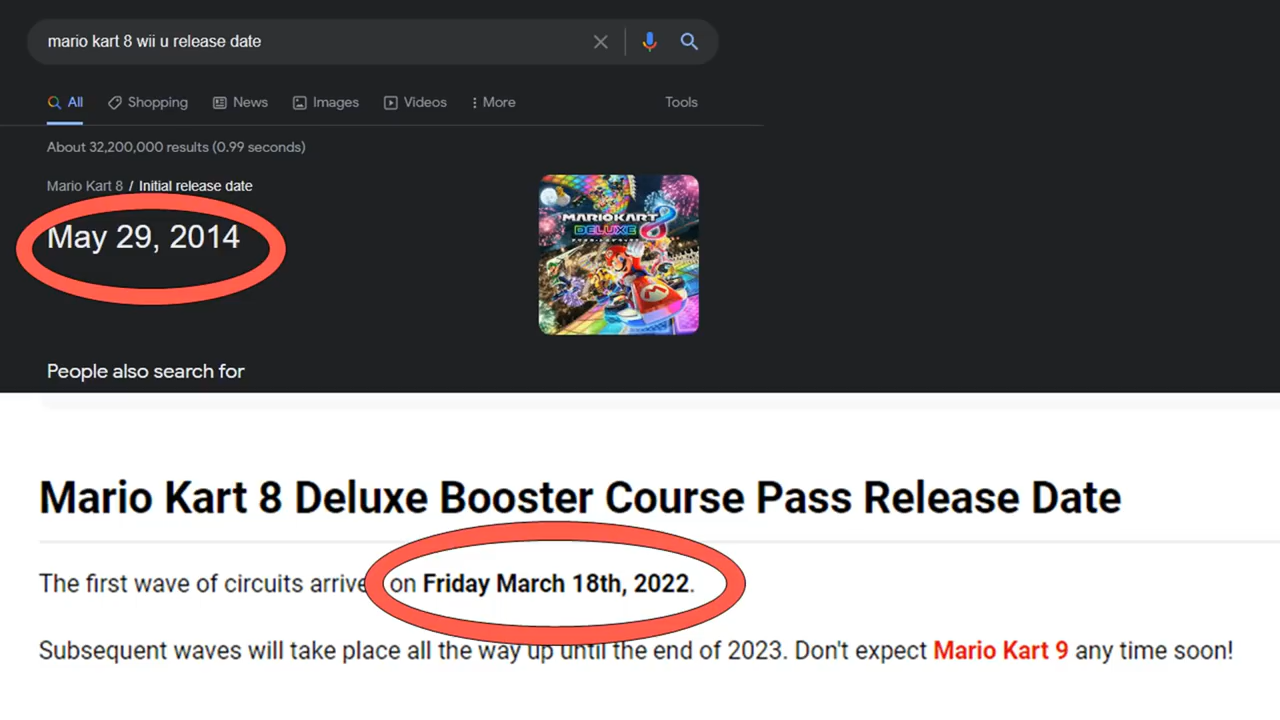 mario kart 8 wii u release date
All Shopping News Images Videos More Tools
About 32,200,000 results (0.99 seconds)
Mario Kart 8 / Initial release date
May 29, 2014
MARIOKART 8
DELUXE
People also search for
Mario Kart 8 Deluxe Booster Course Pass Release Date
The first wave of circuits arrive on Friday March 18th, 2022.
Subsequent waves will take place all the way up until the end of 2023. Don't expect Mario Kart 9 any time soon!